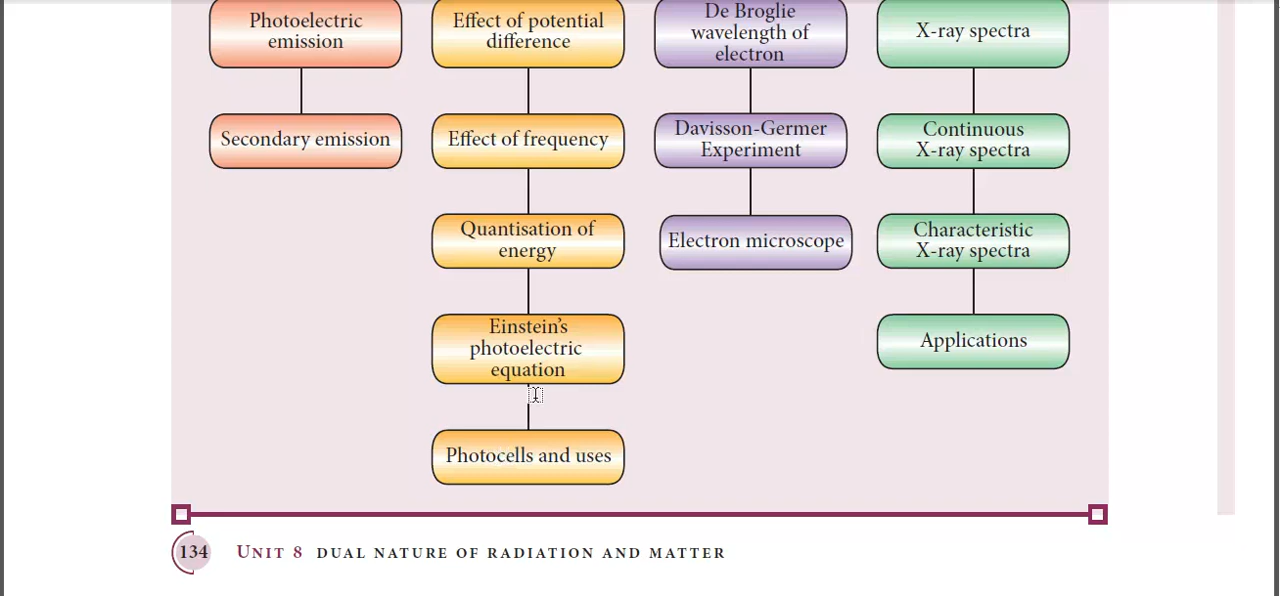 Photoelectric
emission
Secondary emission
Effect of potential
difference
Effect of frequency
Quantisation of
energy
Einstein’s
photoelectric
equation
Photocells and uses
De Broglie
wavelength of
electron
Davisson-Germer
Experiment
Electron microscope
X-ray spectra
Continuous
X-ray spectra
Characteristic
X-ray spectra
Applications
134 UNIT 8 DUAL NATURE OF RADIATION AND MATTER